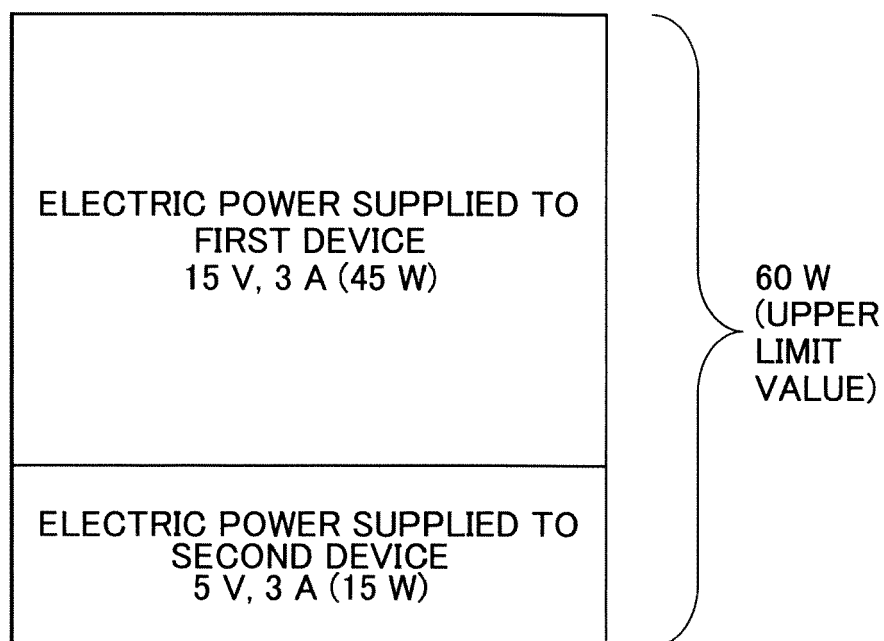 ELECTRIC POWER SUPPLIED TO
FIRST DEVICE
15 V, 3 A (45 W)
60 W
(UPPER
LIMIT
VALUE)
ELECTRIC POWER SUPPLIED TO
SECOND DEVICE
5 V, 3 A (15 W)